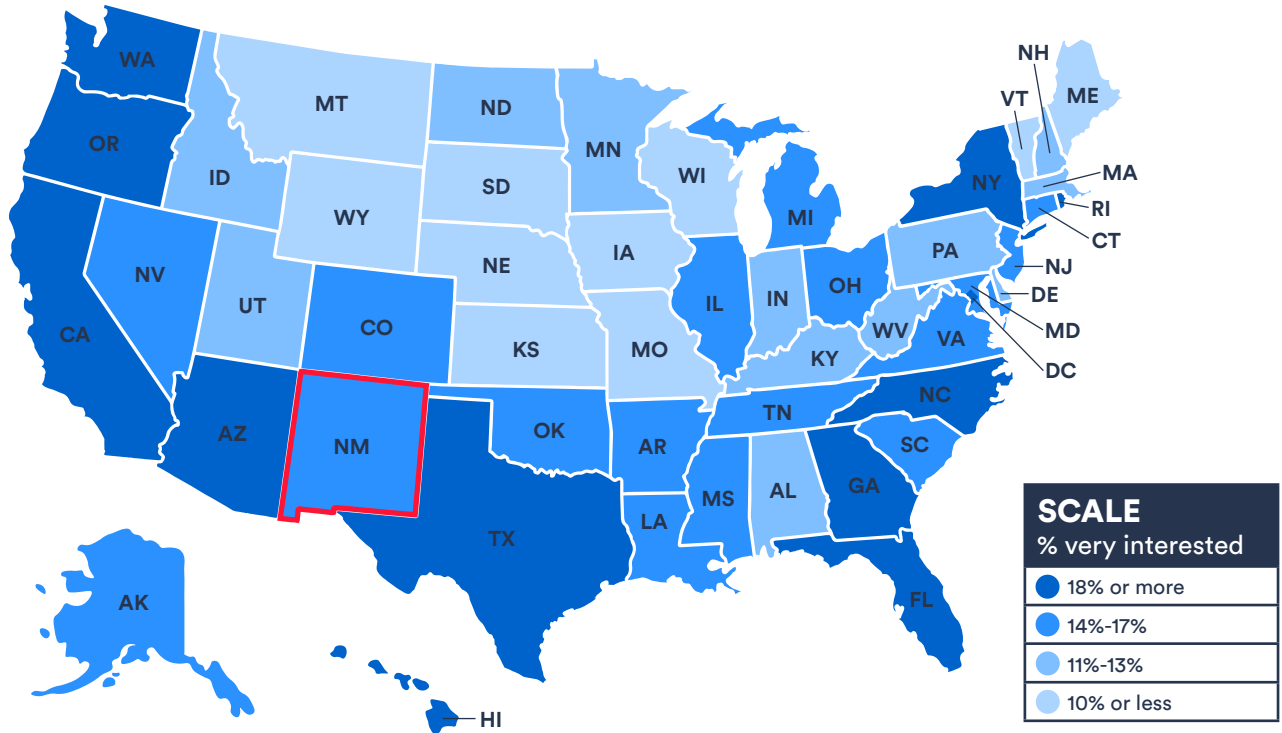 WA
NH
ME
MT
ND
VT
OR
MN
ID
WI
MA
SD
NY
RI
WY
MI
CT
PA
IA
NE
NV
NJ
OH
UT
IN
DE
IL
CO
WV
MD
CA
VA
KS
MO
KY
DC
NC
TN
AZ
OK
NM
AR
SC
GA
AL
MS
LA
TX
SCALE
% very interested
18% or more
14%-17%
11%-13%
10% or less
AK
FL
HI